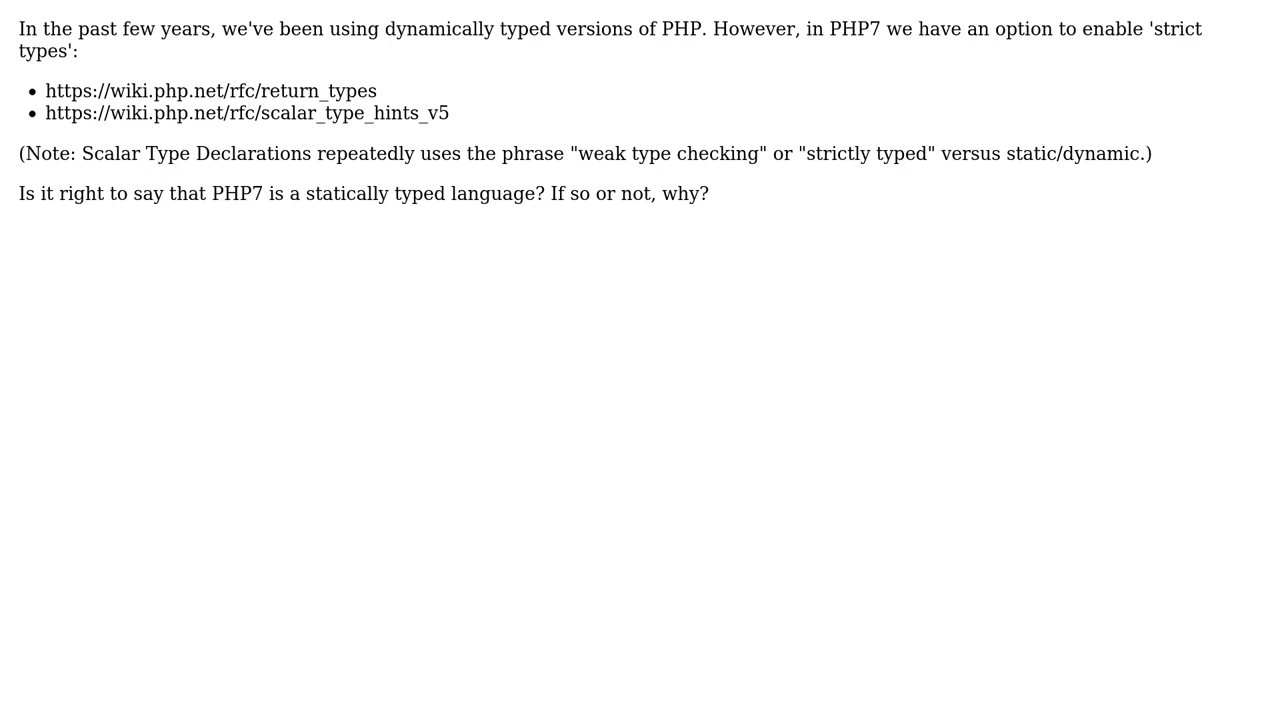 In the past few years, we've been using dynamically typed versions of PHP. However, in PHP7 we have an option to enable 'strict
types':
• https://wiki.php.net/rfc/return_types
• https://wiki.php.net/rfc/scalar_type_hints_v5
(Note: Scalar Type Declarations repeatedly uses the phrase "weak type checking" or "strictly typed" versus static/dynamic.)
Is it right to say that PHP7 is a statically typed language? If so or not, why?